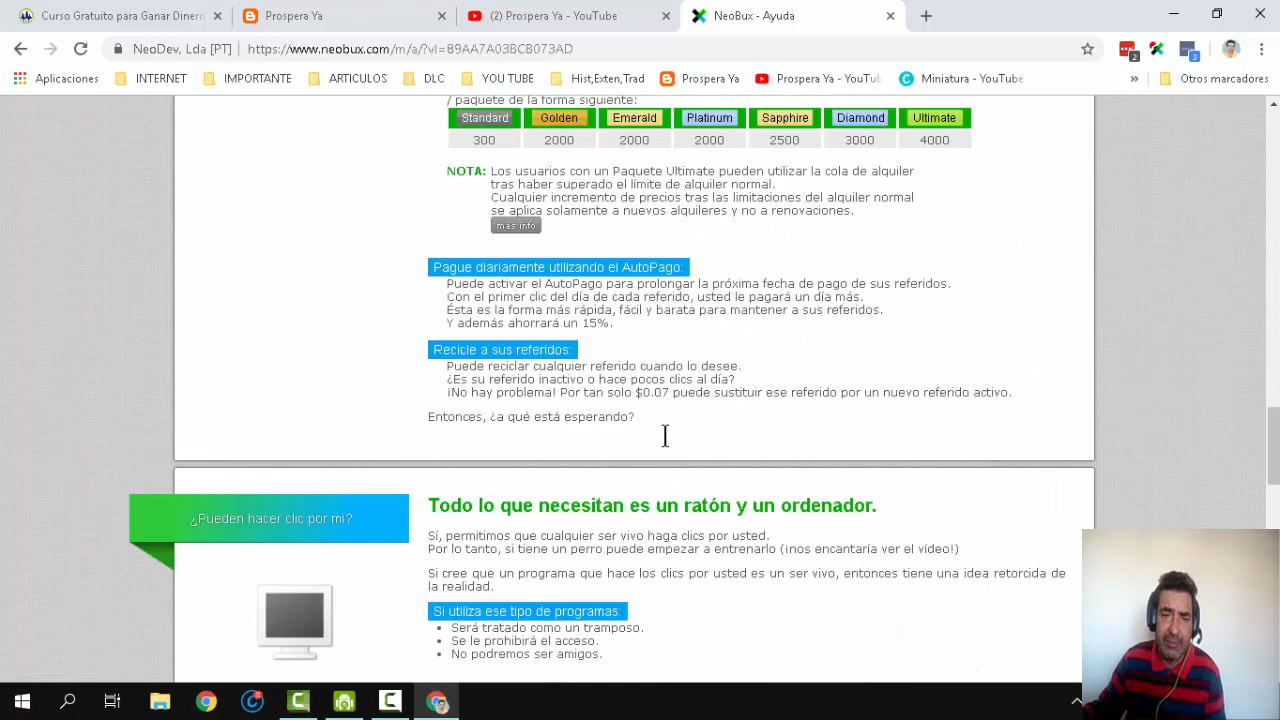 Curso Gratuito para Ganar Dinero
Prospera Ya
(2) Prospera Ya - YouTube
NeoBux - Ayuda
NeoDev, Lda [PT]
https://www.neobux.com/m/a/?vl=89AA7A03BCB073AD
2
3
Aplicaciones
INTERNET
IMPORTANTE
ARTICULOS
DLC
YOU TUBE
Hist,Exten,Trad
Prospera Ya
Prospera Ya - YouTub
Miniatura - YouTube
»
Otros marcadores
/ paquete de la forma siguiente:
Standard Golden Emerald Platinum Sapphire Diamond Ultimate
300 2000 2000 2000 2500 3000 4000
NOTA: Los usuarios con un Paquete Ultimate pueden utilizar la cola de alquiler
tras haber superado el límite de alquiler normal.
Cualquier incremento de precios tras las limitaciones del alquiler normal
se aplica solamente a nuevos alquileres y no a renovaciones.
más info
Pague diariamente utilizando el AutoPago:
Puede activar el AutoPago para prolongar la próxima fecha de pago de sus referidos.
Con el primer clic del día de cada referido, usted le pagará un día más.
Ésta es la forma más rápida, fácil y barata para mantener a sus referidos.
Y además ahorrará un 15%.
Recicle a sus referidos:
Puede reciclar cualquier referido cuando lo desee.
¿Es su referido inactivo o hace pocos clics al día?
¡No hay problema! Por tan solo $0.07 puede sustituir ese referido por un nuevo referido activo.
Entonces, ¿a qué está esperando?
¿Pueden hacer clic por mí?
Todo lo que necesitan es un ratón y un ordenador.
Sí, permitimos que cualquier ser vivo haga clics por usted.
Por lo tanto, si tiene un perro puede empezar a entrenarlo (¡nos encantaría ver el vídeo!)
Si cree que un programa que hace los clics por usted es un ser vivo, entonces tiene una idea retorcida de
la realidad.
Si utiliza ese tipo de programas:
• Será tratado como un tramposo.
• Se le prohibirá el acceso.
• No podremos ser amigos.